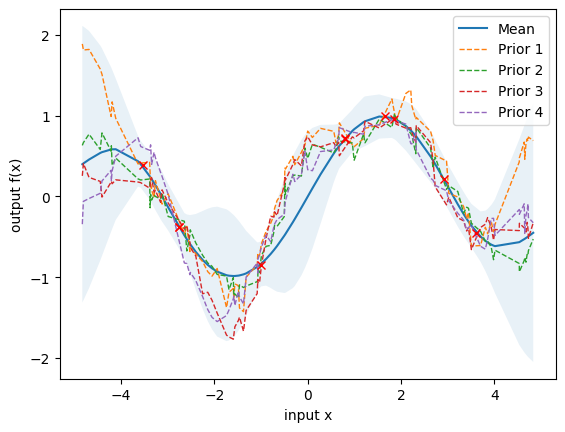 Mean
Prior 1
Prior 2
Prior 3
Prior 4
output f(x)
2
1
0
−1
−2
−4
−2
0
2
4
input x